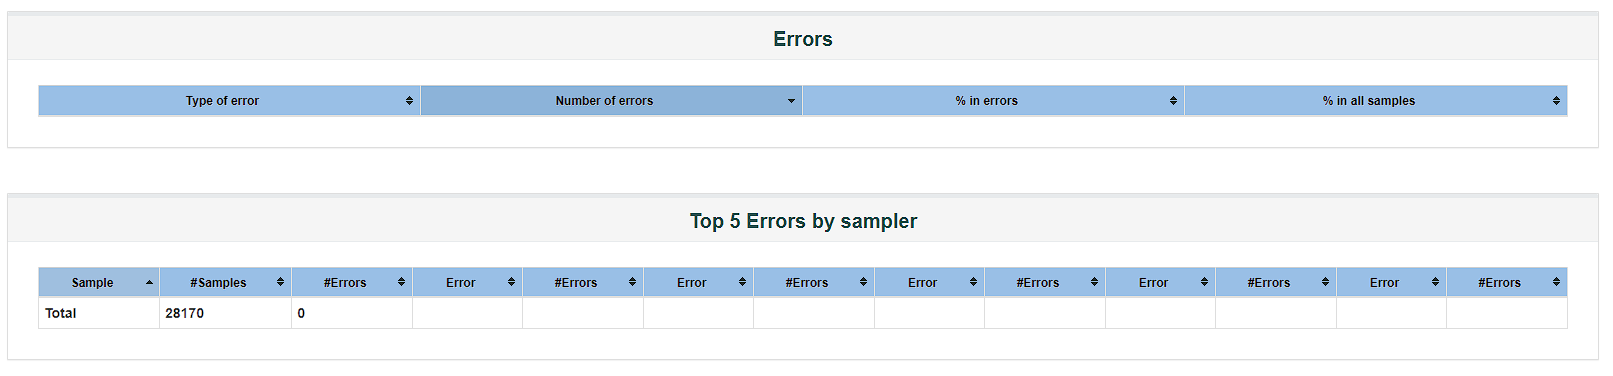 Errors
Type of error Number of errors % in errors % in all samples
Top 5 Errors by sampler
Sample #Samples #Errors Error #Errors Error #Errors Error #Errors Error #Errors Error #Errors
Total 28170 0